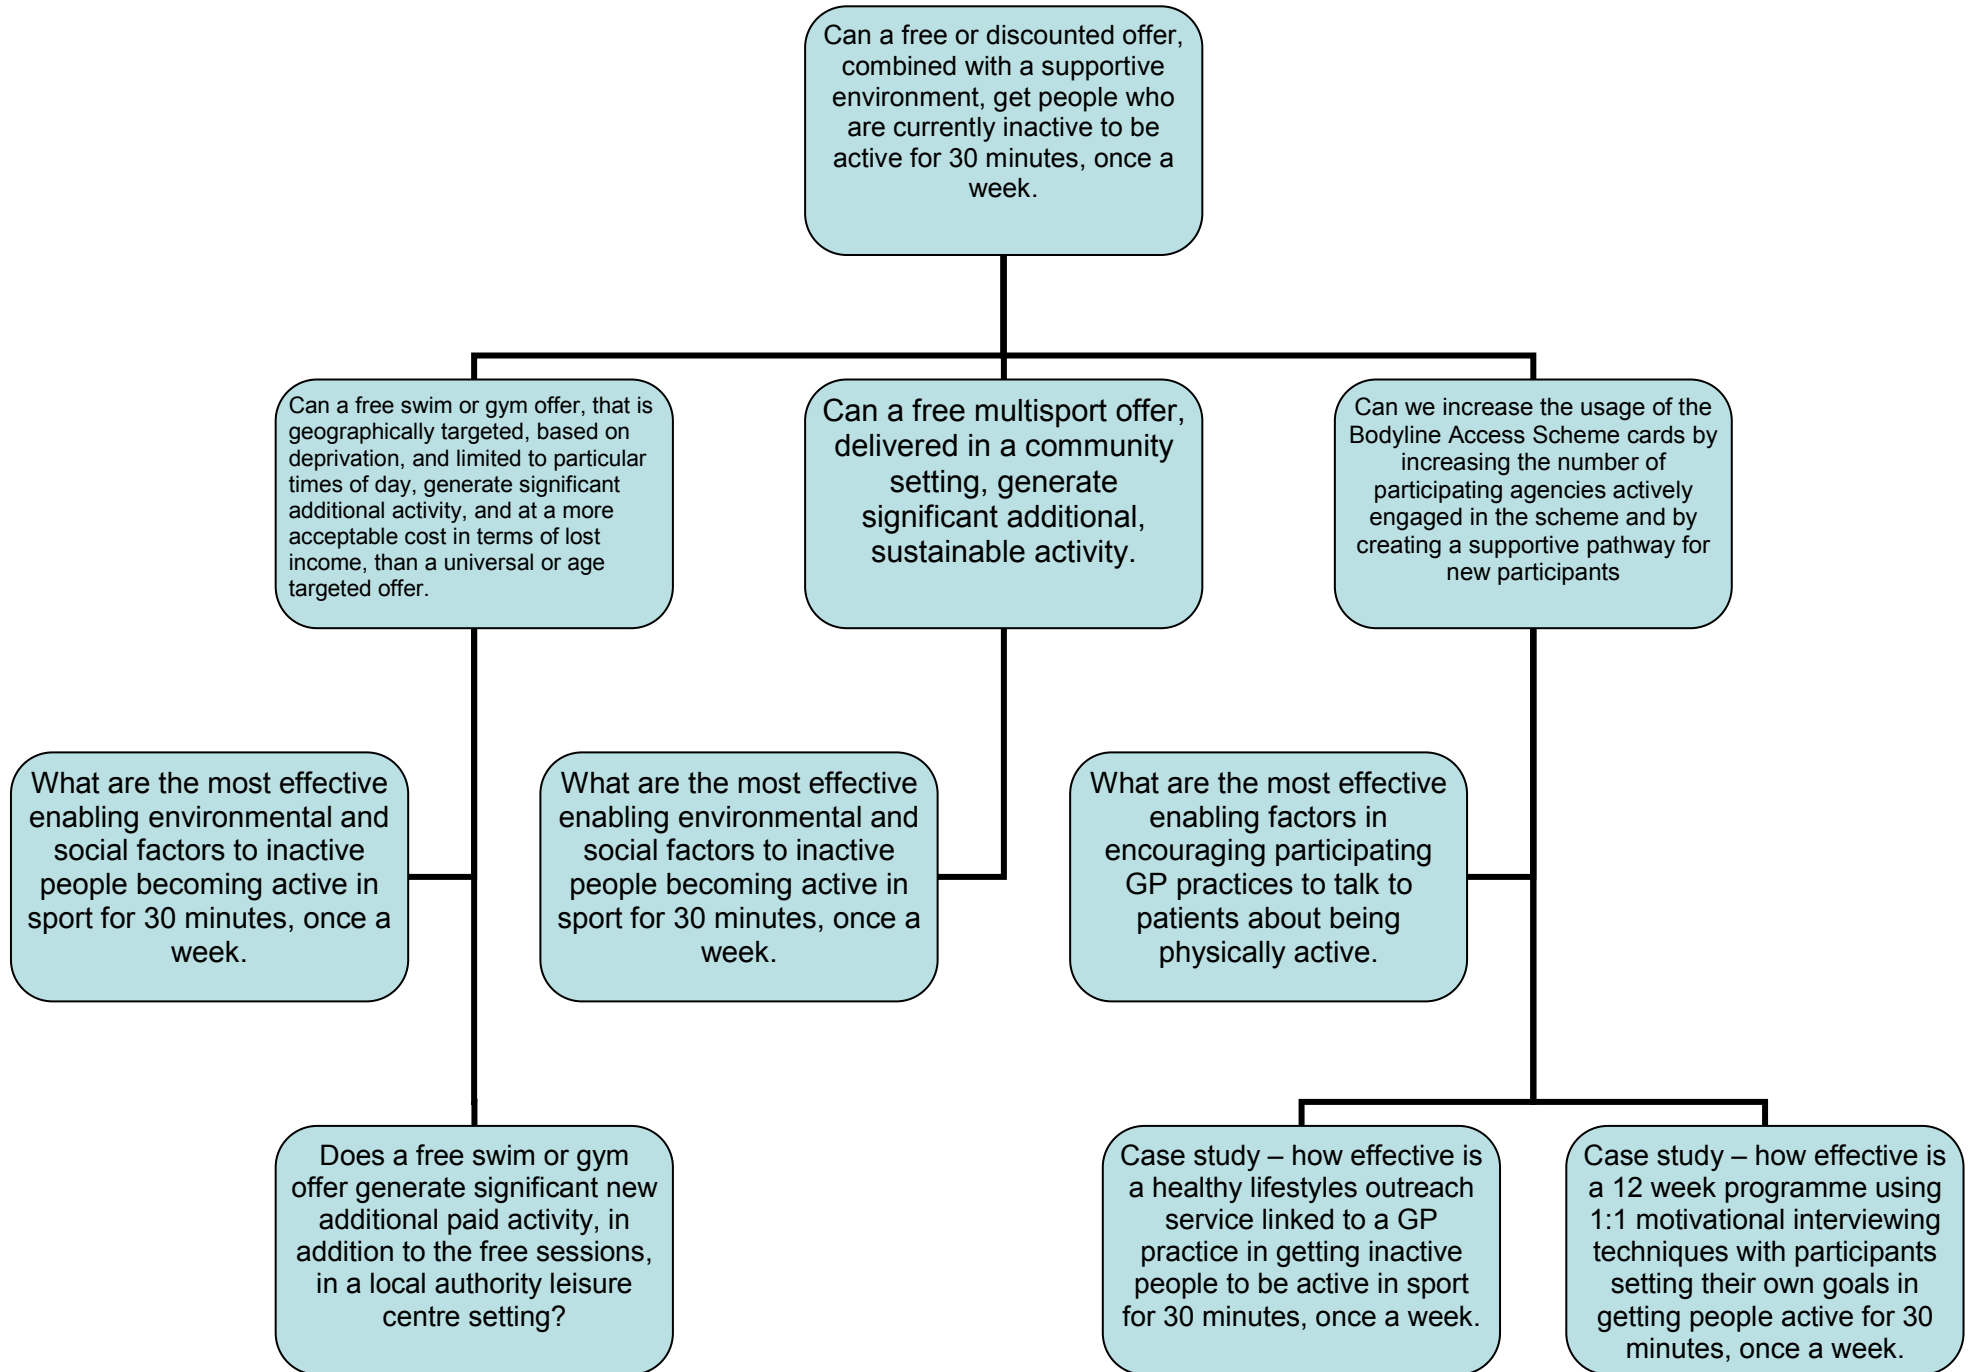 Can a free or discounted offer,
combined with a supportive
environment, get people who
are currently inactive to be
active for 30 minutes, once a
week.
Can a free swim or gym offer, that is
geographically targeted, based on
deprivation, and limited to particular
times of day, generate significant
additional activity, and at a more
acceptable cost in terms of lost
income, than a universal or age
targeted offer.
Can a free multisport offer,
delivered in a community
setting, generate
significant additional,
sustainable activity.
Can we increase the usage of the
Bodyline Access Scheme cards by
increasing the number of
participating agencies actively
engaged in the scheme and by
creating a supportive pathway for
new participants
What are the most effective
enabling environmental and
social factors to inactive
people becoming active in
sport for 30 minutes, once a
week.
What are the most effective
enabling environmental and
social factors to inactive
people becoming active in
sport for 30 minutes, once a
week.
What are the most effective
enabling factors in
encouraging participating
GP practices to talk to
patients about being
physically active.
Does a free swim or gym
offer generate significant new
additional paid activity, in
addition to the free sessions,
in a local authority leisure
centre setting?
Case study – how effective is
a healthy lifestyles outreach
service linked to a GP
practice in getting inactive
people to be active in sport
for 30 minutes, once a week.
Case study – how effective is
a 12 week programme using
1:1 motivational interviewing
techniques with participants
setting their own goals in
getting people active for 30
minutes, once a week.